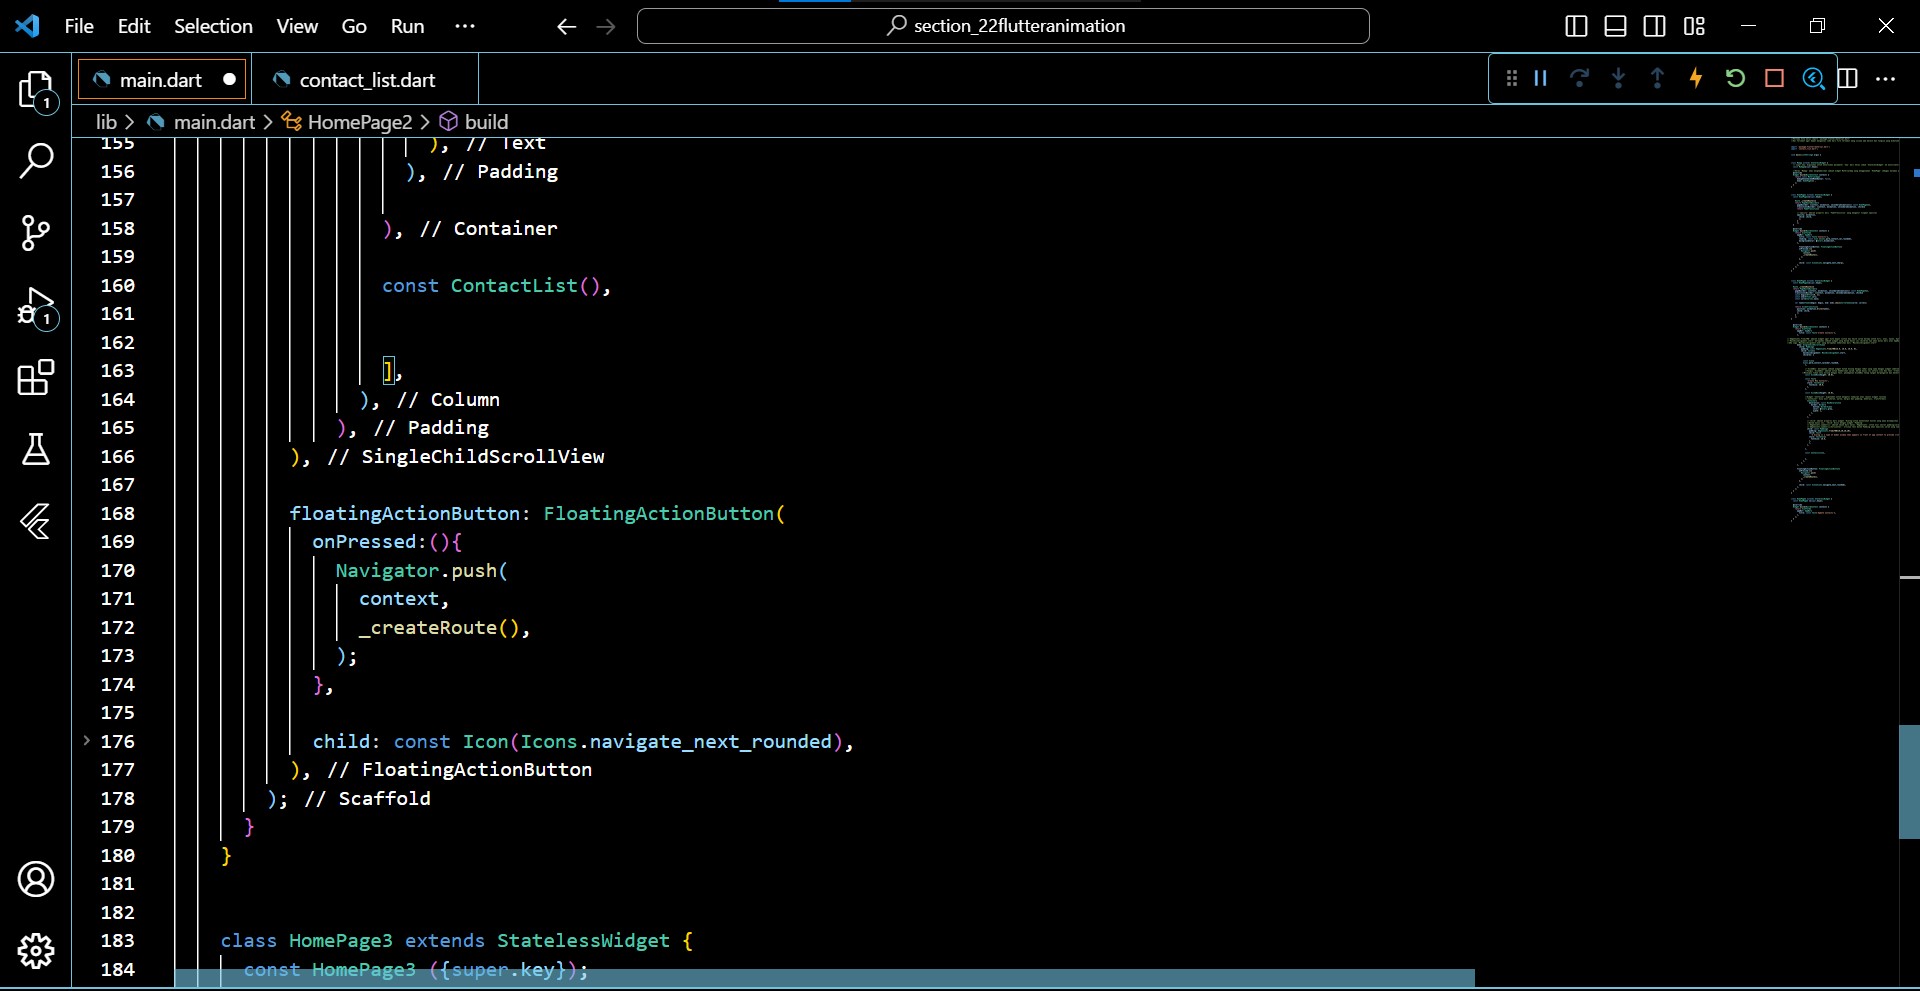 File Edit Selection View Go Run ··· section_22flutteranimation
main.dart contact_list.dart
lib > main.dart > HomePage2 > build
155 ), // Text
156 ), // Padding
157
158 ), // Container
159
160 const ContactList(),
161
162
163 ],
164 ), // Column
165 ), // Padding
166 ), // SingleChildScrollView
167
168 floatingActionButton: FloatingActionButton(
169 onPressed:(){
170 Navigator.push(
171 context,
172 _createRoute(),
173 );
174 },
175
176 child: const Icon(Icons.navigate_next_rounded),
177 ), // FloatingActionButton
178 ); // Scaffold
179 }
180 }
181
182
183 class HomePage3 extends StatelessWidget {
184 const HomePage3 ({super.key});
1
1